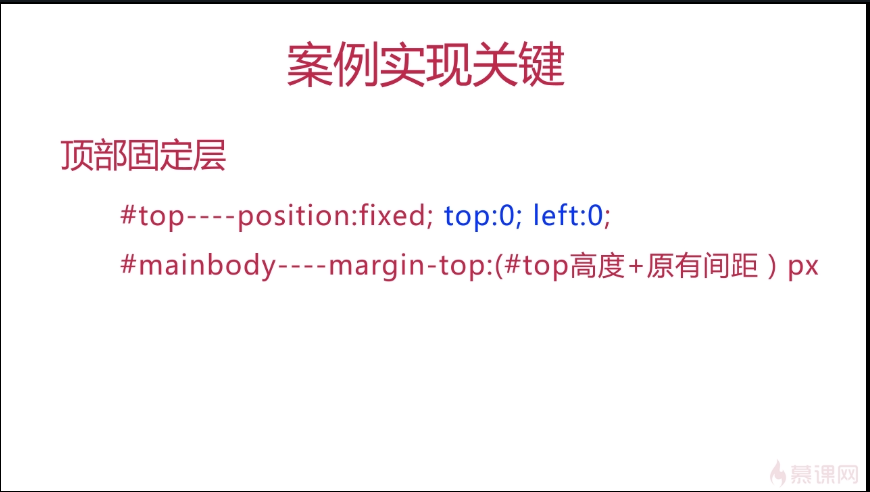 案例实现关键
顶部固定层
#top----position:fixed; top:0; left:0;
#mainbody----margin-top:(#top高度+原有间距）px
慕课网